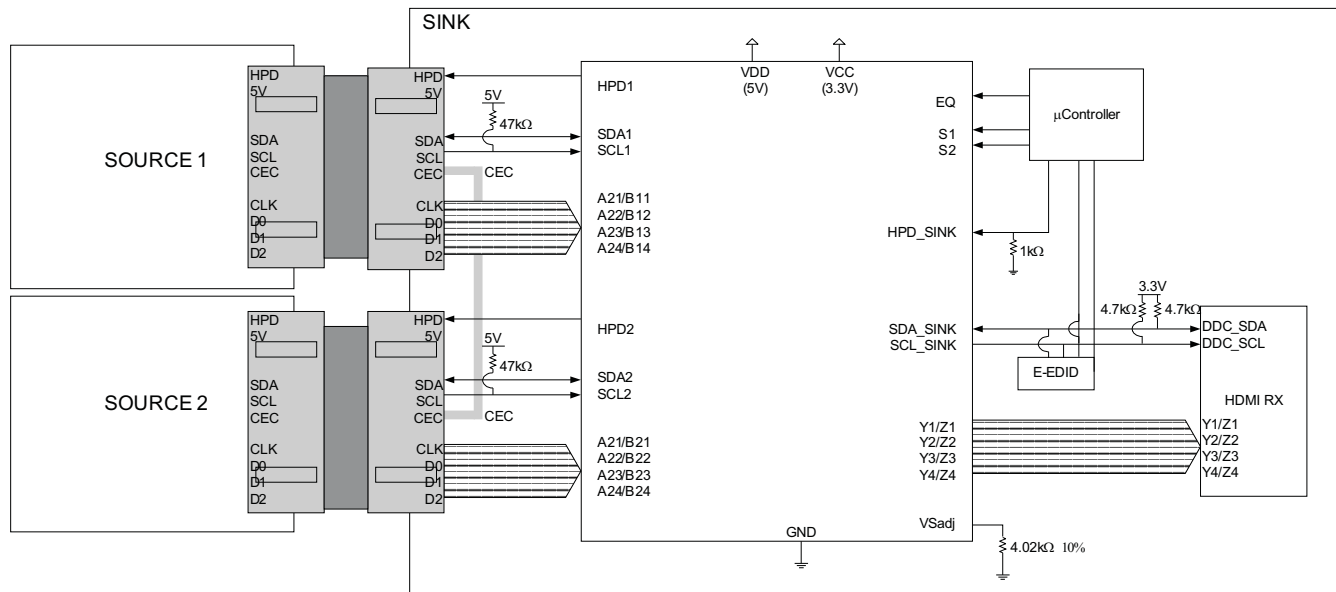 SINK
SOURCE 1
HPD
5V
SDA
SCL
CEC
CLK
D0
D1
D2
HPD
5V
SDA
SCL
CEC
CLK
D0
D1
D2
5V
47kΩ
CEC
HPD1
SDA1
SCL1
A21/B11
A22/B12
A23/B13
A24/B14
VDD
(5V)
VCC
(3.3V)
EQ
S1
S2
μController
HPD_SINK
1kΩ
SOURCE 2
HPD
5V
SDA
SCL
CEC
CLK
D0
D1
D2
HPD
5V
SDA
SCL
CEC
CLK
D0
D1
D2
5V
47kΩ
CEC
HPD2
SDA2
SCL2
A21/B21
A22/B22
A23/B23
A24/B24
3.3V
4.7kΩ
4.7kΩ
SDA_SINK
SCL_SINK
DDC_SDA
DDC_SCL
E-EDID
HDMI RX
Y1/Z1
Y2/Z2
Y3/Z3
Y4/Z4
Y1/Z1
Y2/Z2
Y3/Z3
Y4/Z4
VSadj
GND
4.02kΩ 10%